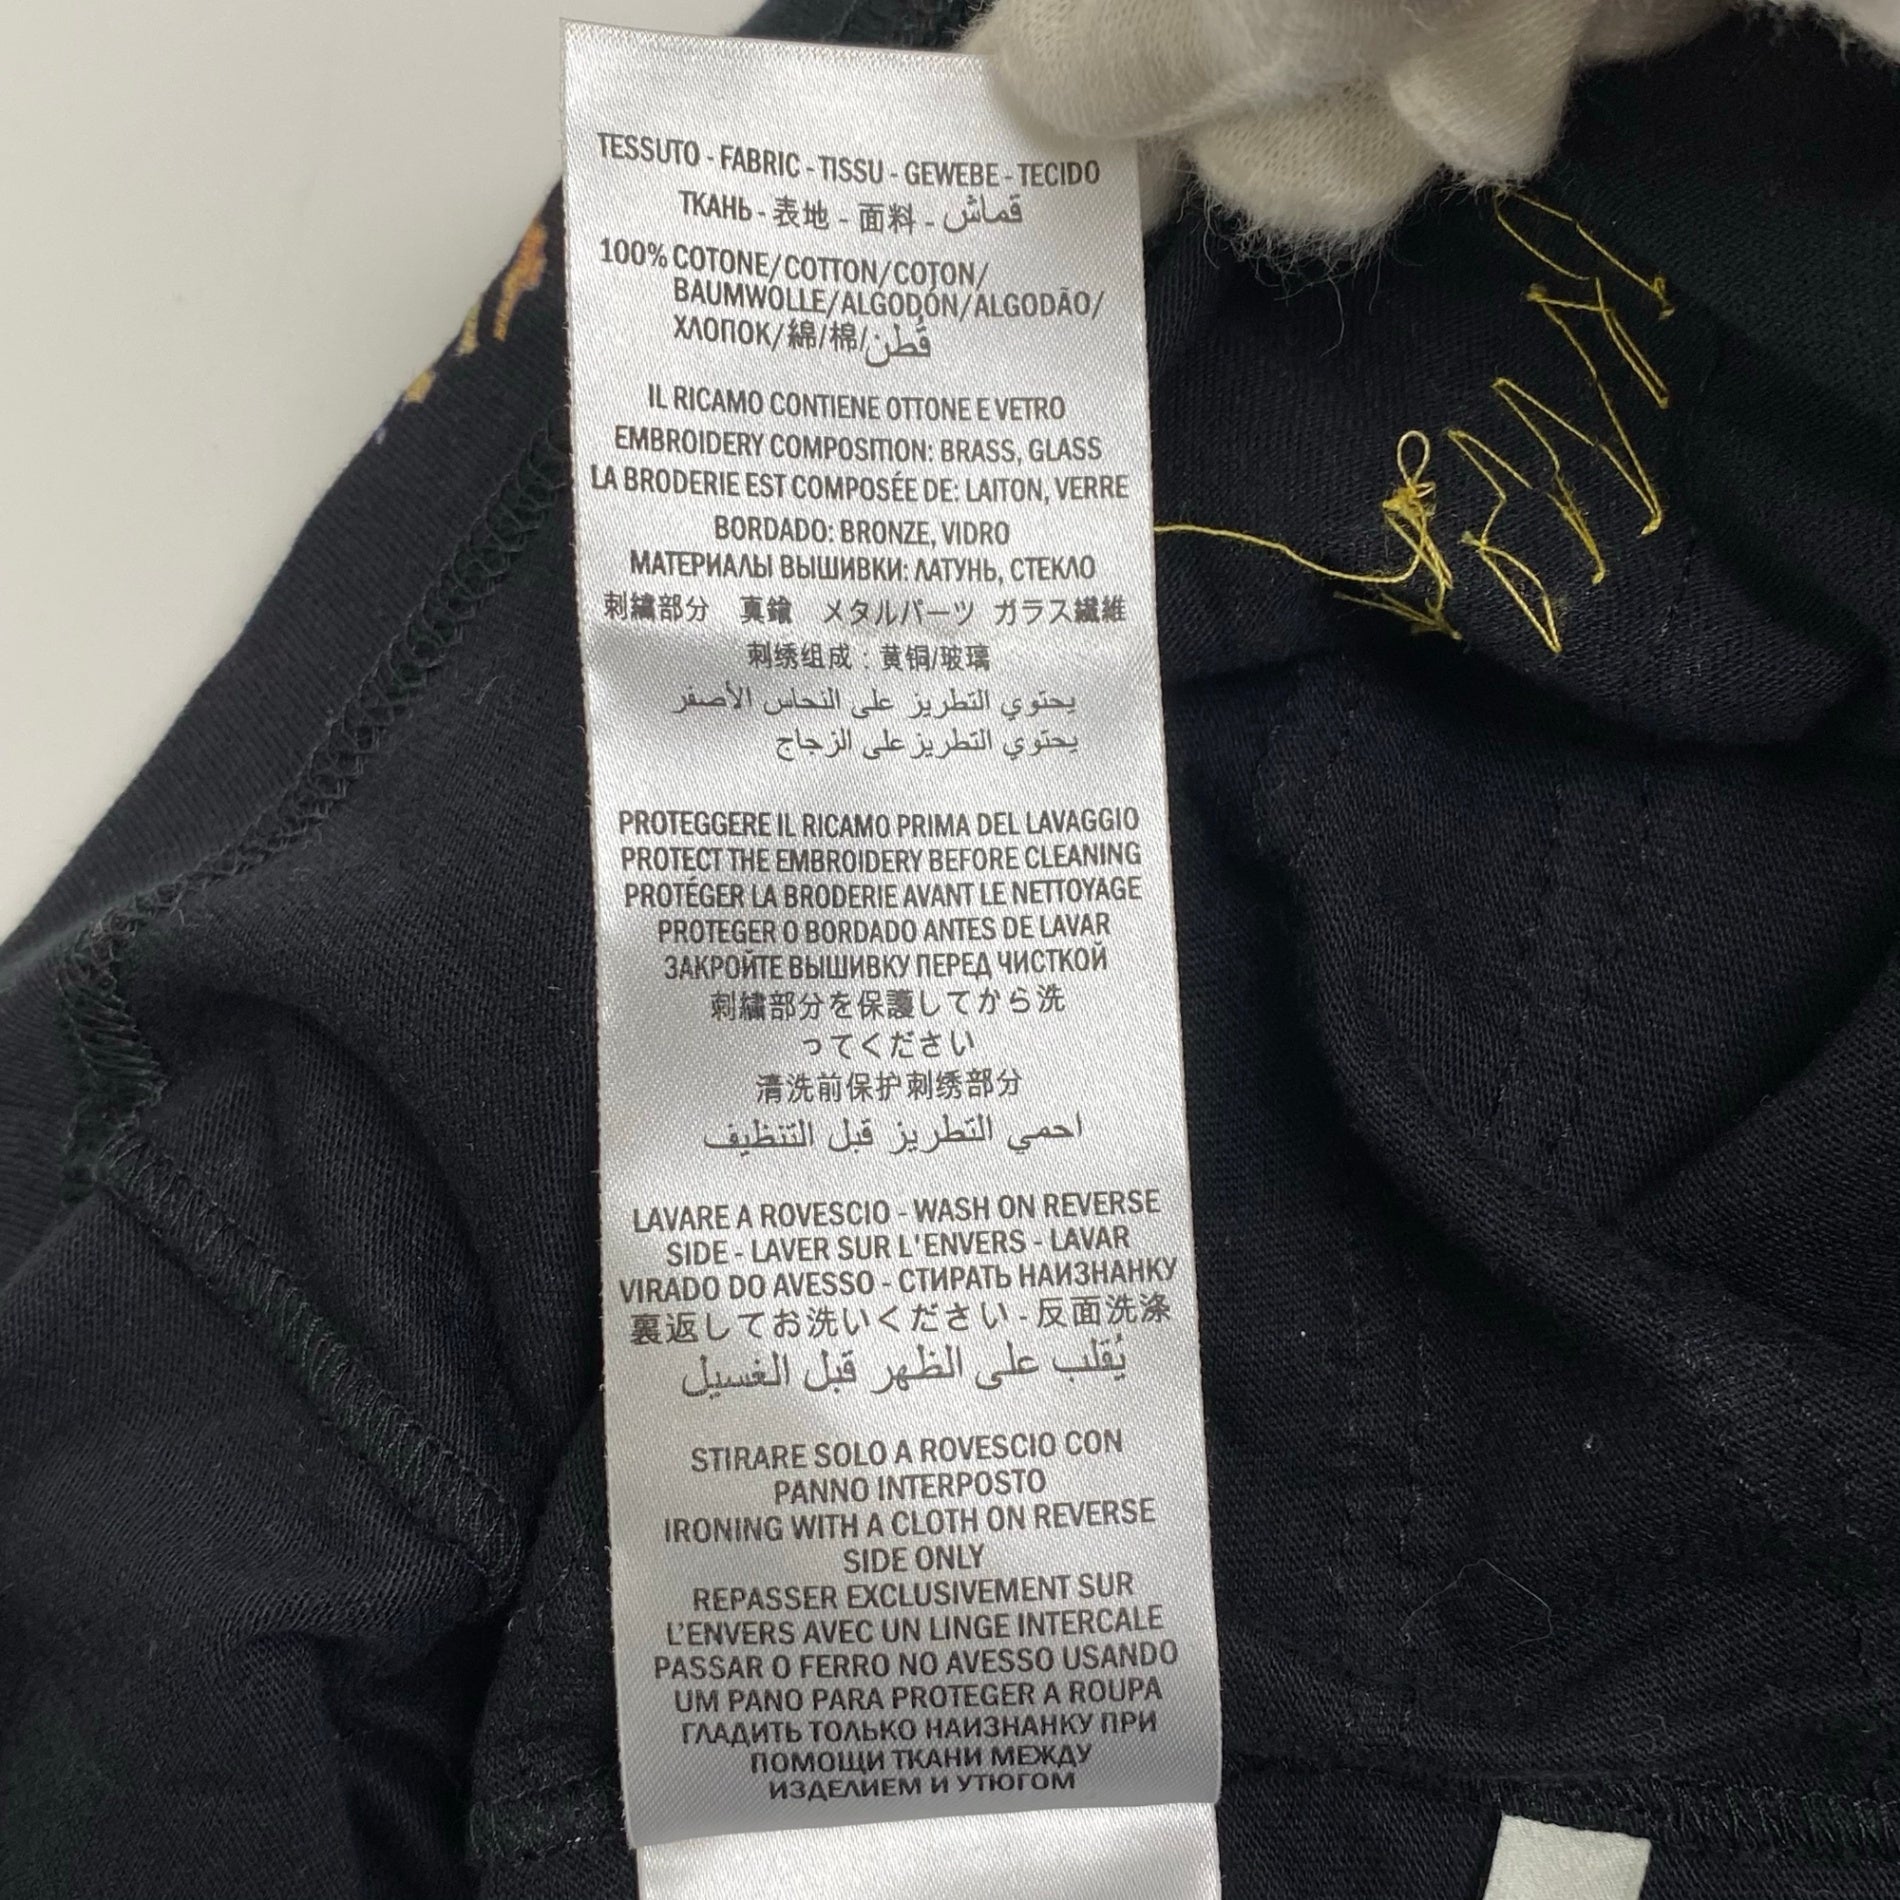 TESSUTO - FABRIC - TISSU - GEWEBE - TECIDO
ТКАНЬ - 表地 - 面料 - قماش
100% COTONE/COTTON/COTON/
BAUMWOLLE/ALGODÓN/ALGODÃO/
ХЛОПОК/綿/棉/قُطن
IL RICAMO CONTIENE OTTONE E VETRO
EMBROIDERY COMPOSITION: BRASS, GLASS
LA BRODERIE EST COMPOSÉE DE: LAITON, VERRE
BORDADO: BRONZE, VIDRO
МАТЕРИАЛЫ ВЫШИВКИ: ЛАТУНЬ, СТЕКЛО
刺繍部分 真鍮 メタルパーツ ガラス繊維
刺绣组成：黄铜/玻璃
يحتوي التطريز على النحاس الأصفر
يحتوي التطريز على الزجاج
PROTEGGERE IL RICAMO PRIMA DEL LAVAGGIO
PROTECT THE EMBROIDERY BEFORE CLEANING
PROTÉGER LA BRODERIE AVANT LE NETTOYAGE
PROTEGER O BORDADO ANTES DE LAVAR
ЗАКРОЙТЕ ВЫШИВКУ ПЕРЕД ЧИСТКОЙ
刺繍部分を保護してから洗
ってください
清洗前保护刺绣部分
احمي التطريز قبل التنظيف
LAVARE A ROVESCIO - WASH ON REVERSE
SIDE - LAVER SUR L'ENVERS - LAVAR
VIRADO DO AVESSO - СТИРАТЬ НАИЗНАНКУ
裏返してお洗いください - 反面洗涤
يُقلب على الظهر قبل الغسيل
STIRARE SOLO A ROVESCIO CON
PANNO INTERPOSTO
IRONING WITH A CLOTH ON REVERSE
SIDE ONLY
REPASSER EXCLUSIVEMENT SUR
L'ENVERS AVEC UN LINGE INTERCALE
PASSAR O FERRO NO AVESSO USANDO
UM PANO PARA PROTEGER A ROUPA
ГЛАДИТЬ ТОЛЬКО НАИЗНАНКУ ПРИ
ПОМОЩИ ТКАНИ МЕЖДУ
ИЗДЕЛИЕМ И УТЮГОМ